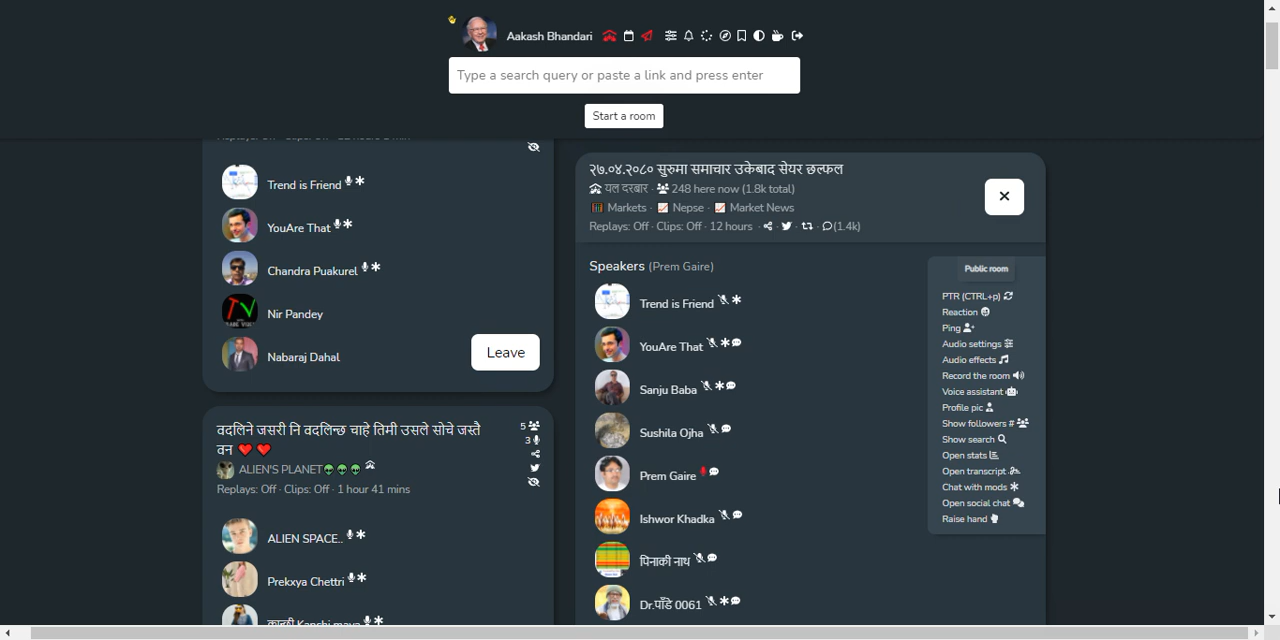 Aakash Bhandari
Type a search query or paste a link and press enter
Start a room
Trend is Friend
YouAre That
Chandra Puakurel
Nir Pandey
Nabaraj Dahal
Leave
वदलिने जसरी नि वदलिन्छ चाहे तिमी उसले सोचे जस्तै
वन ❤️ ❤️
5
3
ALIEN'S PLANET👽👽👽
Replays: Off · Clips: Off · 1 hour 41 mins
ALIEN SPACE..
Prekxya Chettri
२७.०४.२०८० सुरुमा समाचार उकेबाद सेयर छल्फल
यल दरबार · 248 here now (1.8k total)
Markets · Nepse · Market News
Replays: Off · Clips: Off · 12 hours · (1.4k)
Speakers (Prem Gaire)
Trend is Friend
YouAre That
Sanju Baba
Sushila Ojha
Prem Gaire
Ishwor Khadka
पिनाकी नाथ
Dr.पाँडे 0061
Public room
PTR (CTRL+p)
Reaction
Ping
Audio settings
Audio effects
Record the room
Voice assistant
Profile pic
Show followers #
Show search
Open stats
Open transcript
Chat with mods
Open social chat
Raise hand